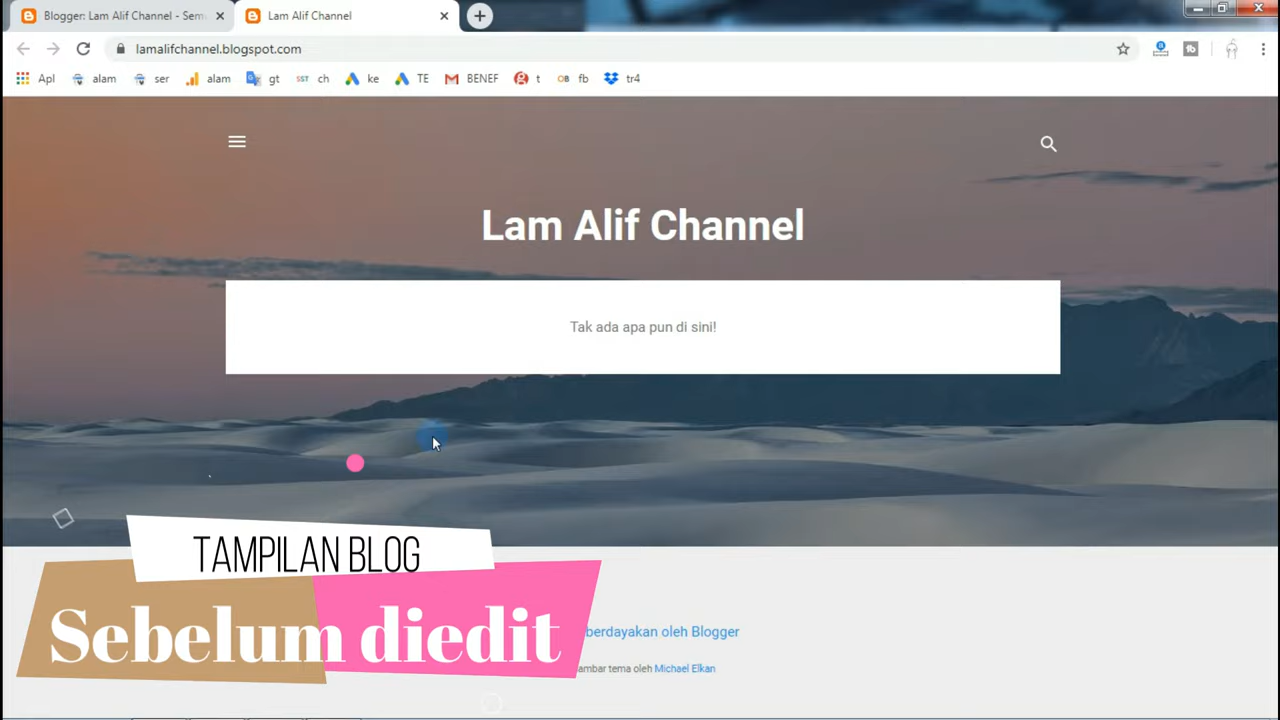 Blogger: Lam Alif Channel - Sem
Lam Alif Channel
lamalifchannel.blogspot.com
Apl alam ser alam gt SST ch ke TE BENEF t OB fb tr4
Lam Alif Channel
Tak ada apa pun di sini!
TAMPILAN BLOG
Sebelum diedit
berdayakan oleh Blogger
ambar tema oleh Michael Elkan